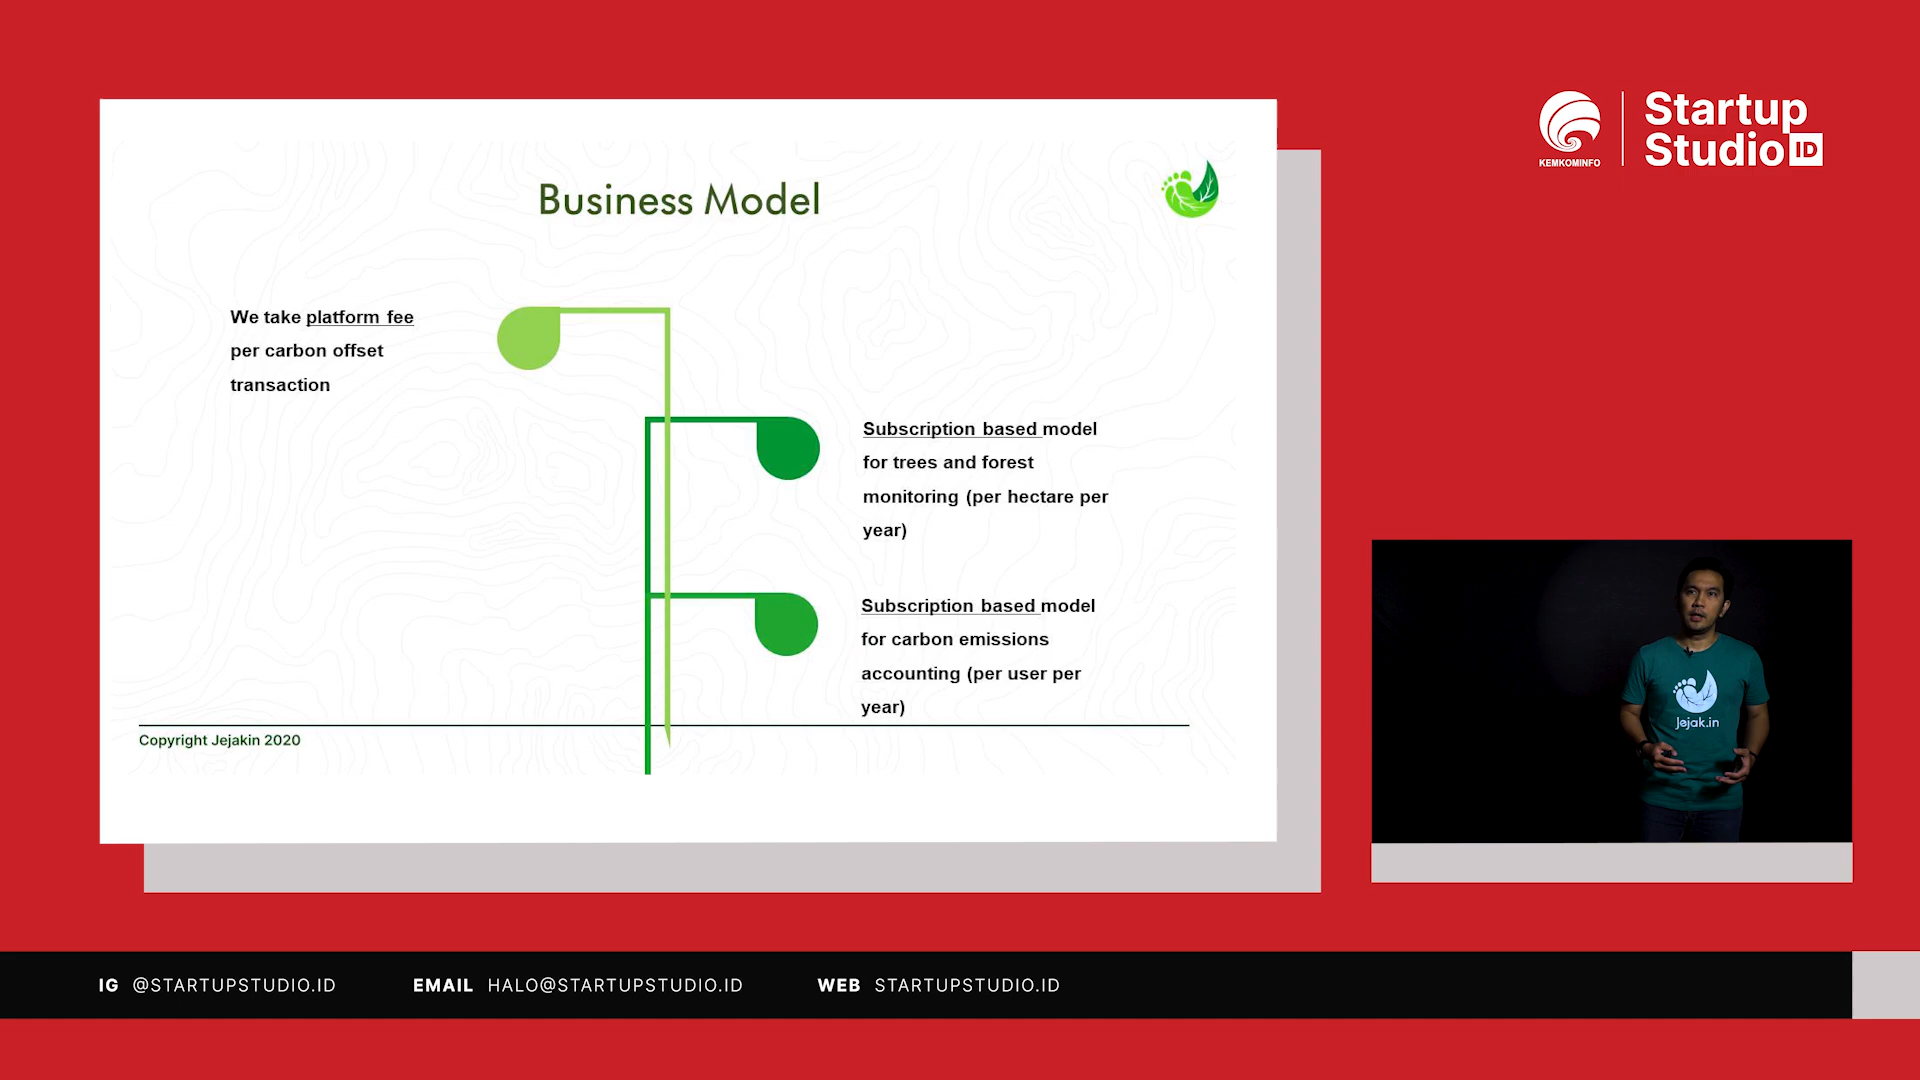 KEMKOMINFO
Startup
Studio ID
Business Model
We take platform fee
per carbon offset
transaction
Subscription based model
for trees and forest
monitoring (per hectare per
year)
Subscription based model
for carbon emissions
accounting (per user per
year)
Copyright Jejakin 2020
Jejak.in
IG @STARTUPSTUDIO.ID
EMAIL HALO@STARTUPSTUDIO.ID
WEB STARTUPSTUDIO.ID